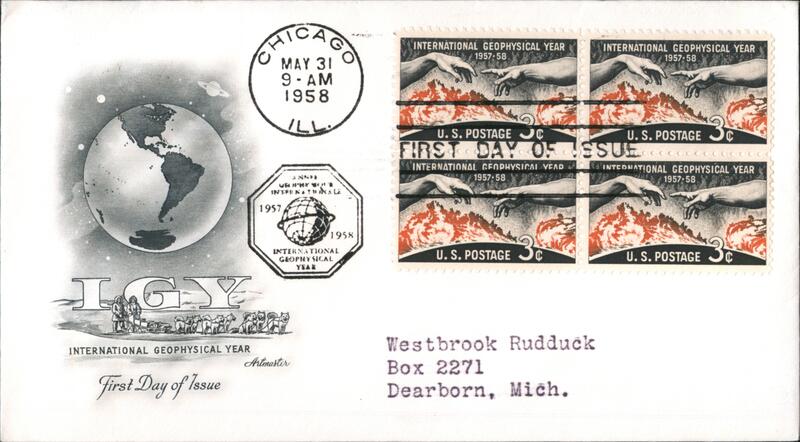 CHICAGO
MAY 31
9-AM
1958
ILL.
INTERNATIONAL GEOPHYSICAL YEAR
1957-58
U.S. POSTAGE 3¢
INTERNATIONAL GEOPHYSICAL YEAR
1957-58
U.S. POSTAGE 3¢
FIRST DAY OF ISSUE
INTERNATIONAL GEOPHYSICAL YEAR
1957-58
U.S. POSTAGE 3¢
INTERNATIONAL GEOPHYSICAL YEAR
1957-58
U.S. POSTAGE 3¢
GEOPHYSIQUE
INTERNATIONALE
1957
1958
INTERNATIONAL
GEOPHYSICAL
YEAR
IGY
INTERNATIONAL GEOPHYSICAL YEAR
Artmaster
First Day of Issue
Westbrook Rudduck
Box 2271
Dearborn, Mich.